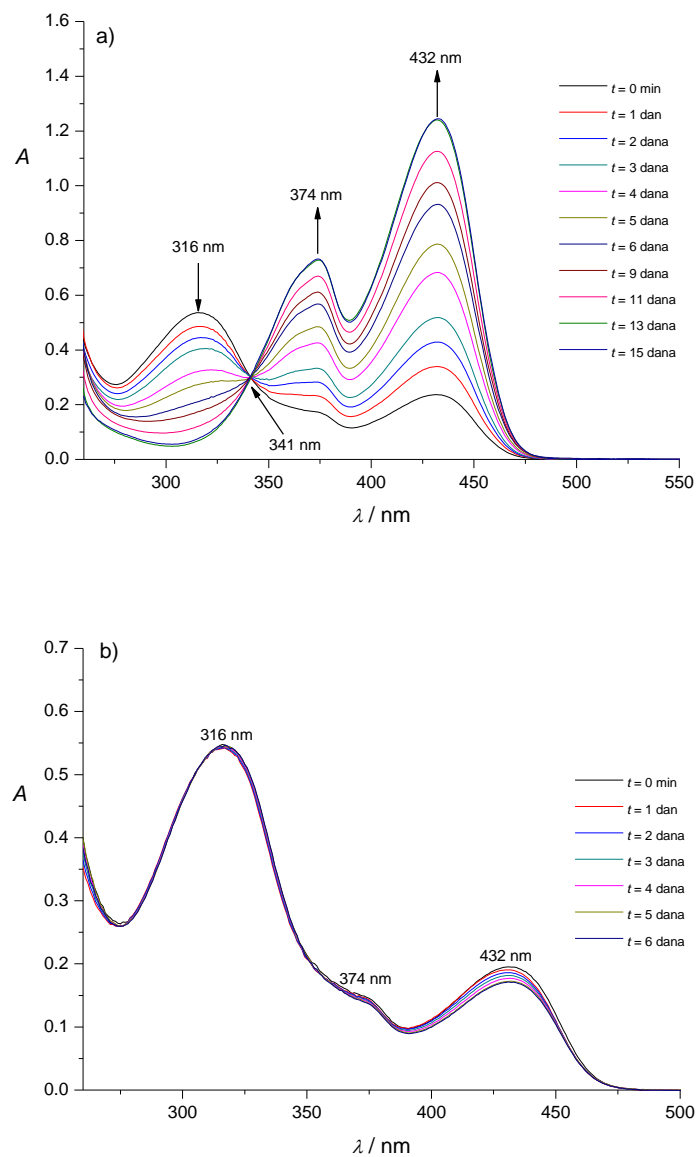 a)
1.6
1.4
1.2
1.0
0.8
0.6
0.4
0.2
0.0
A
316 nm
374 nm
432 nm
341 nm
300
350
400
450
500
550
λ / nm
t = 0 min
t = 1 dan
t = 2 dana
t = 3 dana
t = 4 dana
t = 5 dana
t = 6 dana
t = 9 dana
t = 11 dana
t = 13 dana
t = 15 dana
b)
0.7
0.6
0.5
0.4
0.3
0.2
0.1
0.0
A
316 nm
374 nm
432 nm
300
350
400
450
500
λ / nm
t = 0 min
t = 1 dan
t = 2 dana
t = 3 dana
t = 4 dana
t = 5 dana
t = 6 dana